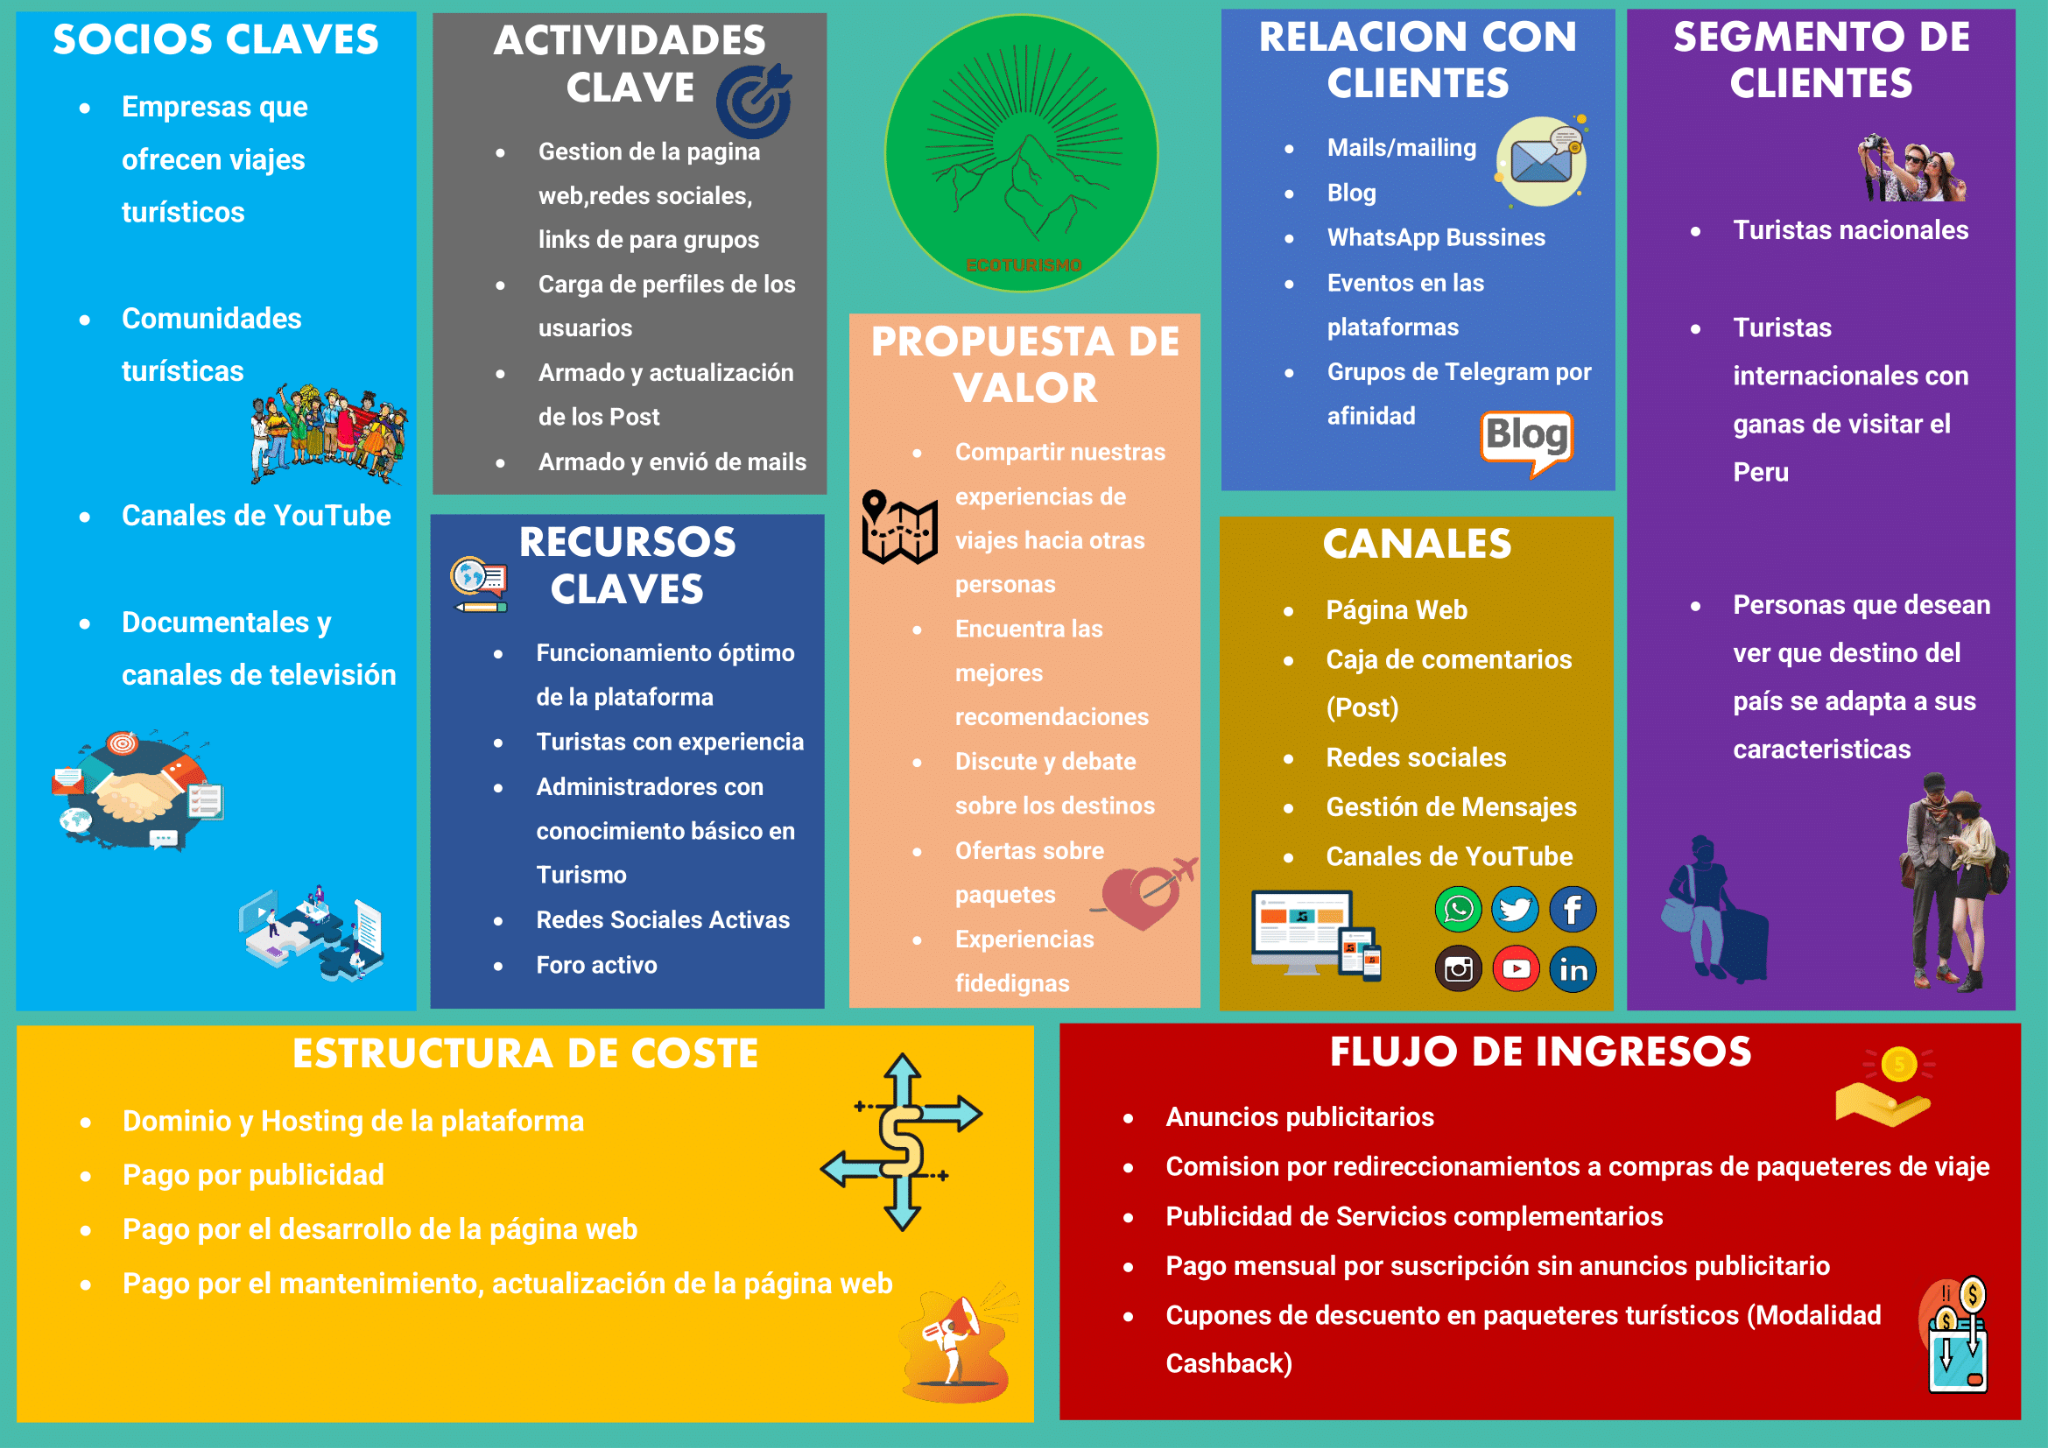 SOCIOS CLAVES
Empresas que
ofrecen viajes
turísticos
Comunidades
turísticas
Canales de YouTube
Documentales y
canales de televisión
ACTIVIDADES
CLAVE
Gestion de la pagina
web,redes sociales,
links de para grupos
Carga de perfiles de los
usuarios
Armado y actualización
de los Post
Armado y envió de mails
RECURSOS
CLAVES
Funcionamiento óptimo
de la plataforma
Turistas con experiencia
Administradores con
conocimiento básico en
Turismo
Redes Sociales Activas
Foro activo
ECOTURISMO
PROPUESTA DE
VALOR
Compartir nuestras
experiencias de
viajes hacia otras
personas
Encuentra las
mejores
recomendaciones
Discute y debate
sobre los destinos
Ofertas sobre
paquetes
Experiencias
fidedignas
RELACION CON
CLIENTES
Mails/mailing
Blog
WhatsApp Bussines
Eventos en las
plataformas
Grupos de Telegram por
afinidad
Blog
CANALES
Página Web
Caja de comentarios
(Post)
Redes sociales
Gestión de Mensajes
Canales de YouTube
SEGMENTO DE
CLIENTES
Turistas nacionales
Turistas
internacionales con
ganas de visitar el
Peru
Personas que desean
ver que destino del
país se adapta a sus
caracteristicas
ESTRUCTURA DE COSTE
Dominio y Hosting de la plataforma
Pago por publicidad
Pago por el desarrollo de la página web
Pago por el mantenimiento, actualización de la página web
FLUJO DE INGRESOS
Anuncios publicitarios
Comision por redireccionamientos a compras de paqueteres de viaje
Publicidad de Servicios complementarios
Pago mensual por suscripción sin anuncios publicitario
Cupones de descuento en paqueteres turísticos (Modalidad
Cashback)